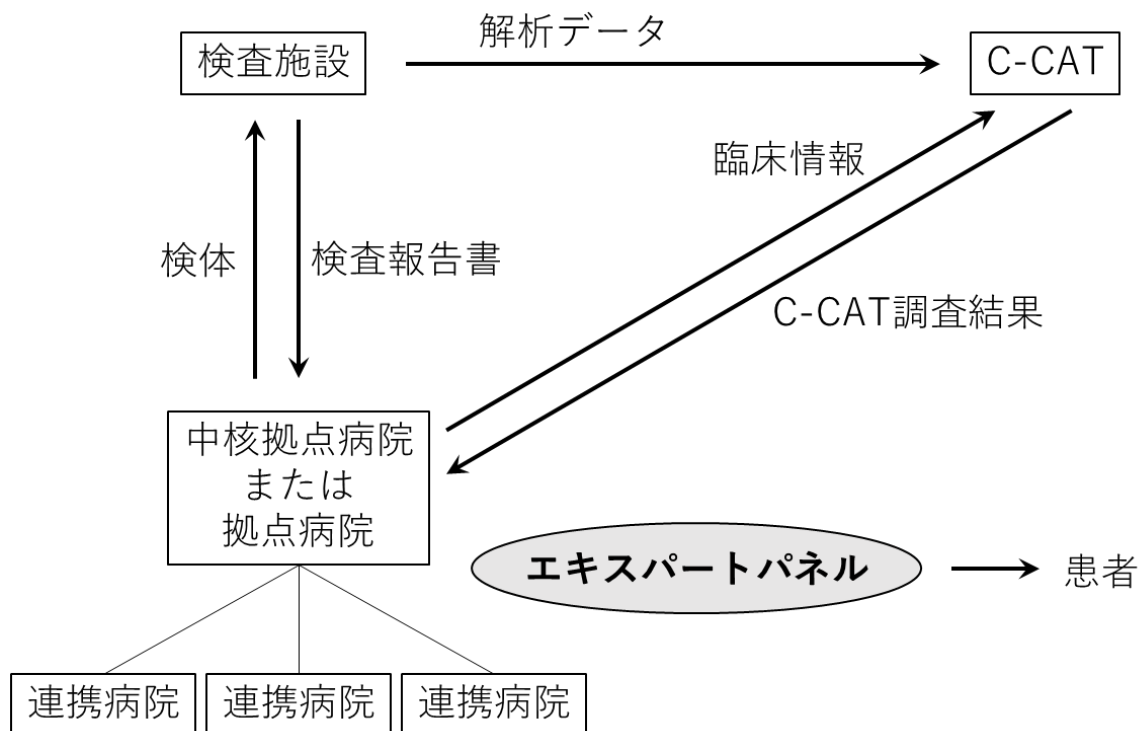 解析データ
検査施設
C-CAT
臨床情報
検体
検査報告書
C-CAT調査結果
中核拠点病院
または
拠点病院
エキスパートパネル
患者
連携病院
連携病院
連携病院